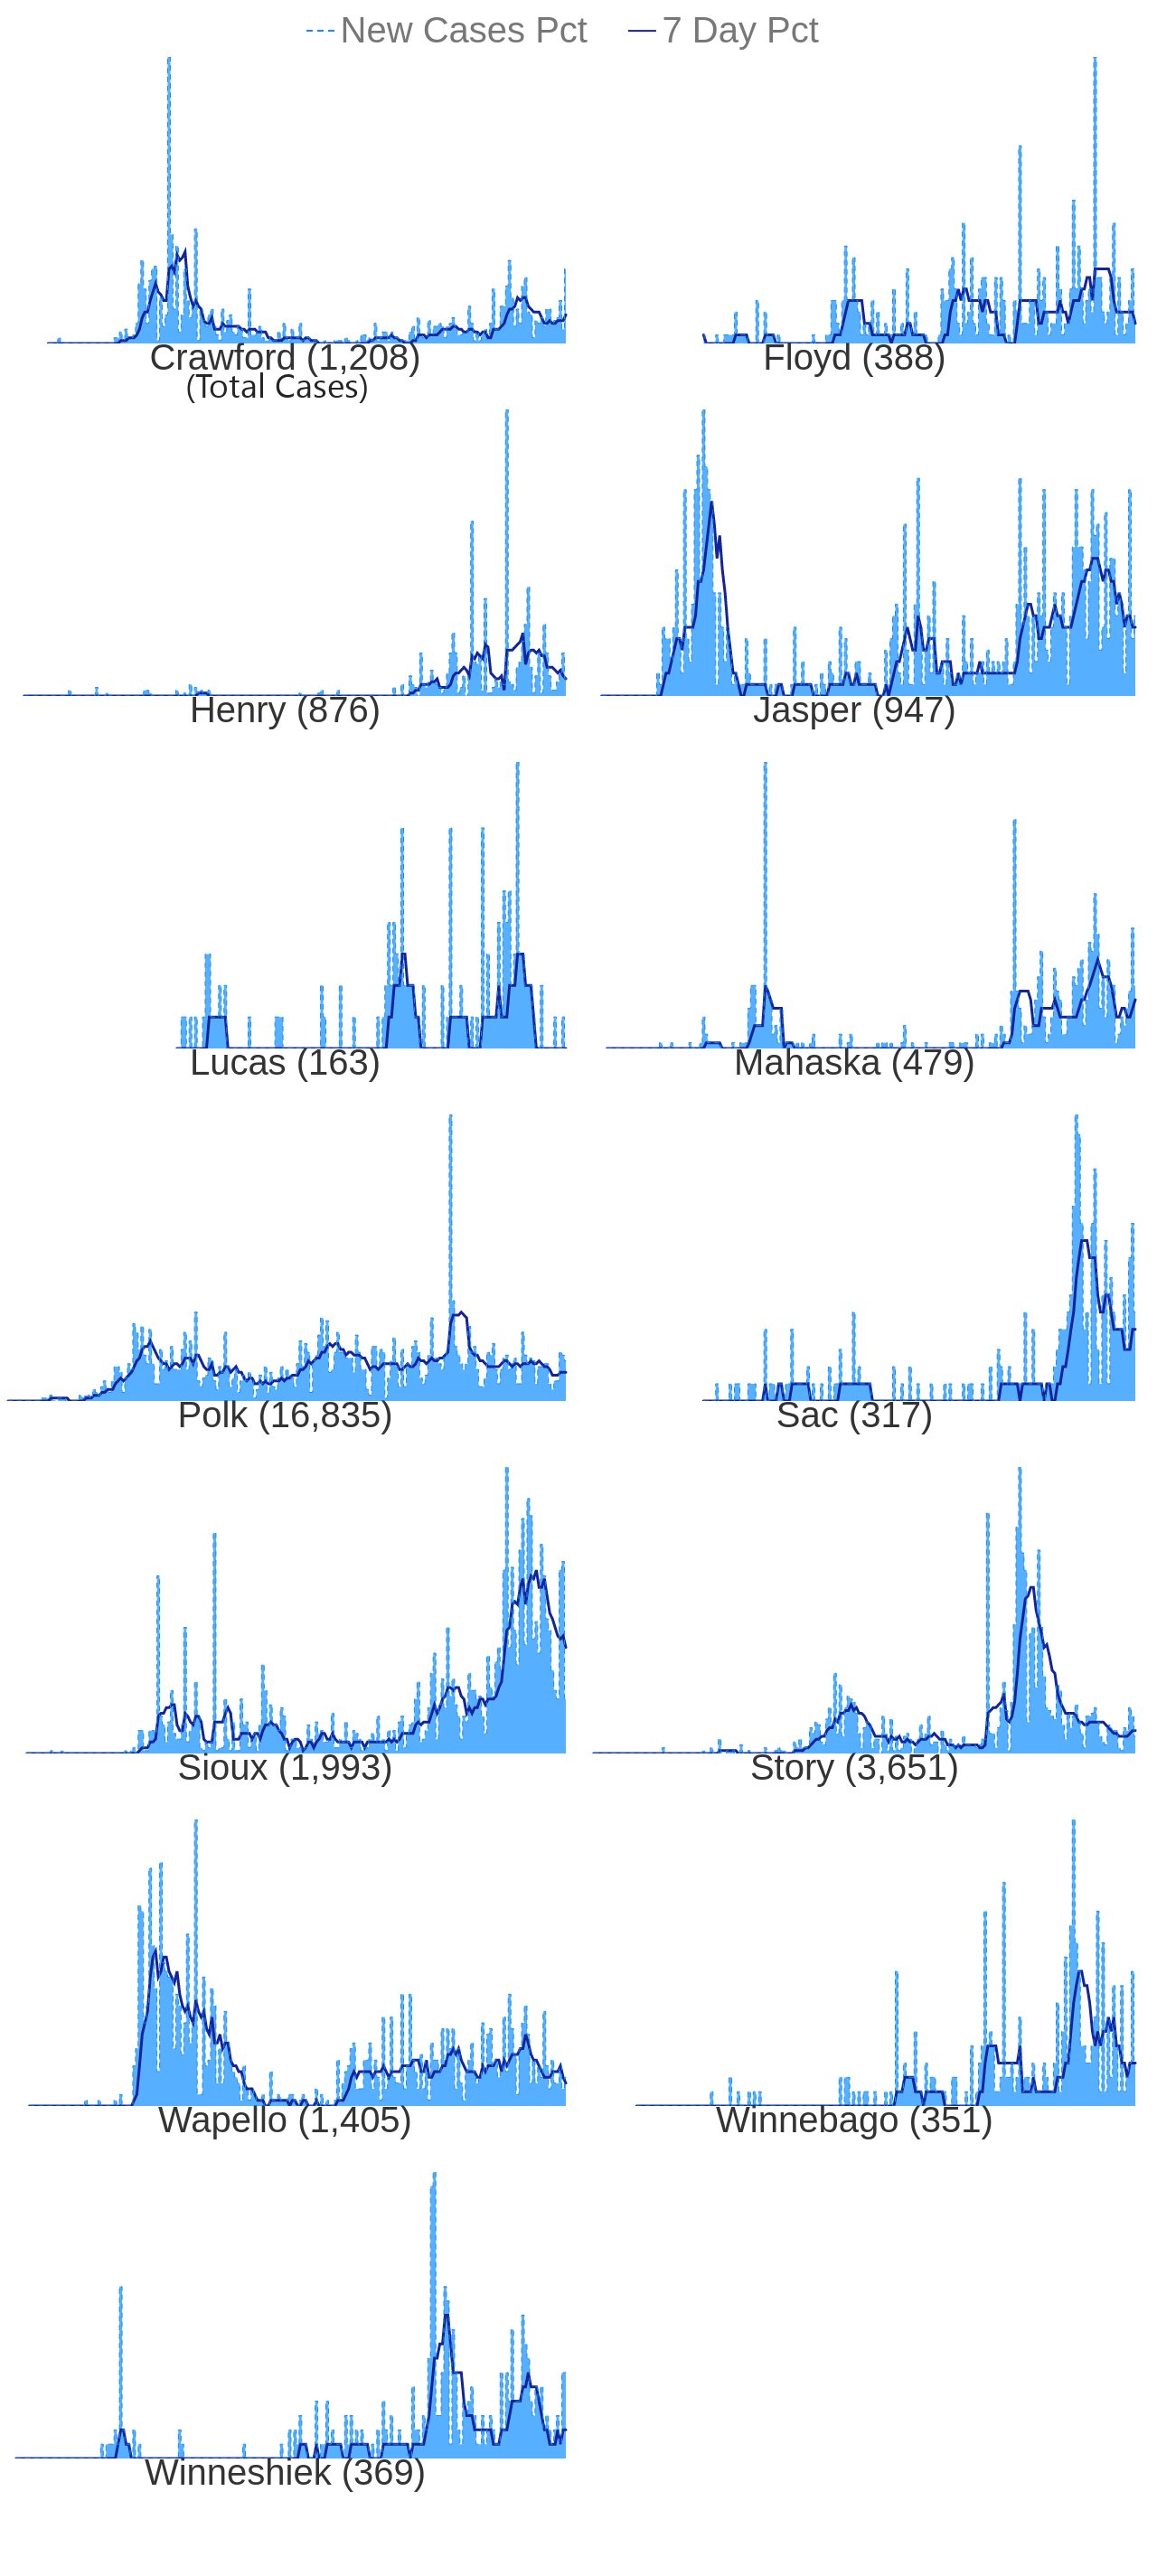 New Cases Pct 7 Day Pct
Crawford (1,208) Floyd (388)
(Total Cases)
Henry (876) Jasper (947)
Lucas (163) Mahaska (479)
Polk (16,835) Sac (317)
Sioux (1,993) Story (3,651)
Wapello (1,405) Winnebago (351)
Winneshiek (369)